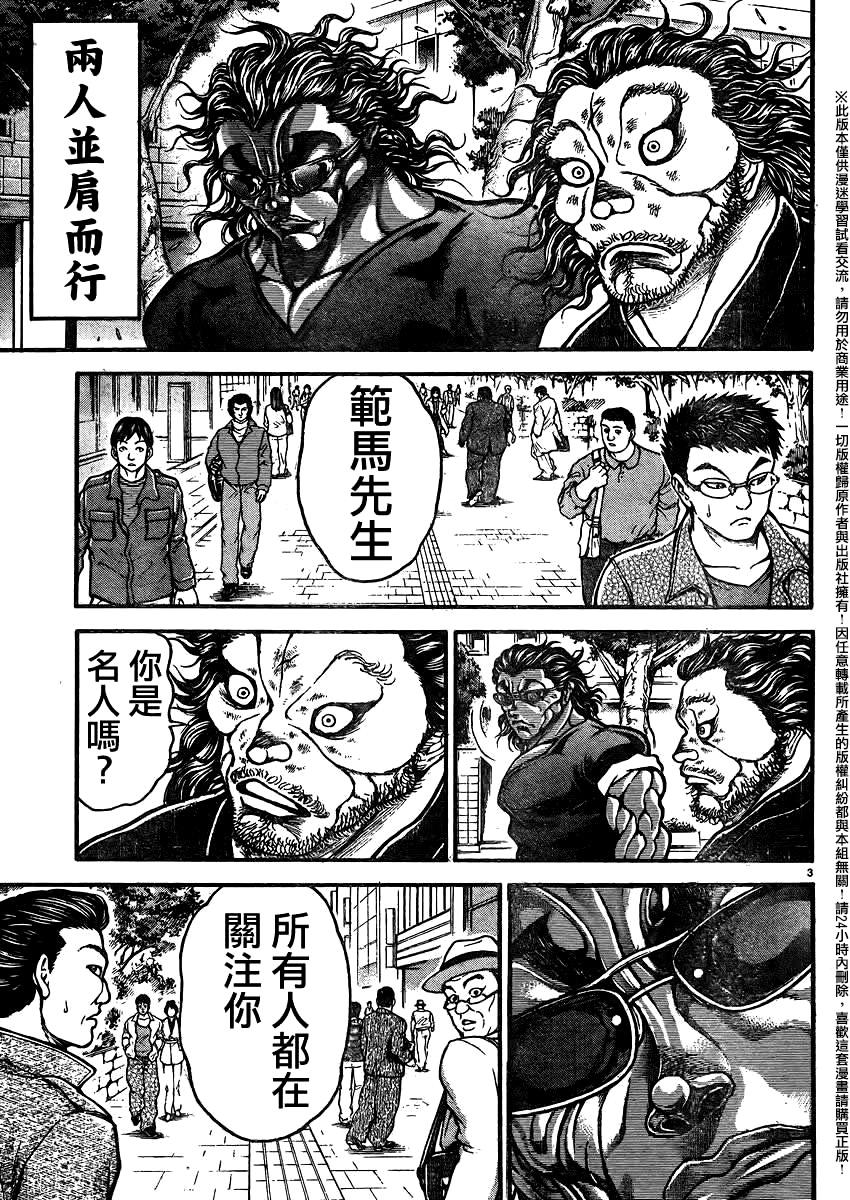 兩人並肩而行
範馬先生
你是
名人嗎？
3
所有人都在
關注你
※此版本僅供漫迷學習試看交流，請勿用於商業用途！一切版權歸原作者與出版社擁有！因任意轉載所產生的版權糾紛都與本組無關！請24小時內刪除，喜歡這套漫畫請購買正版！